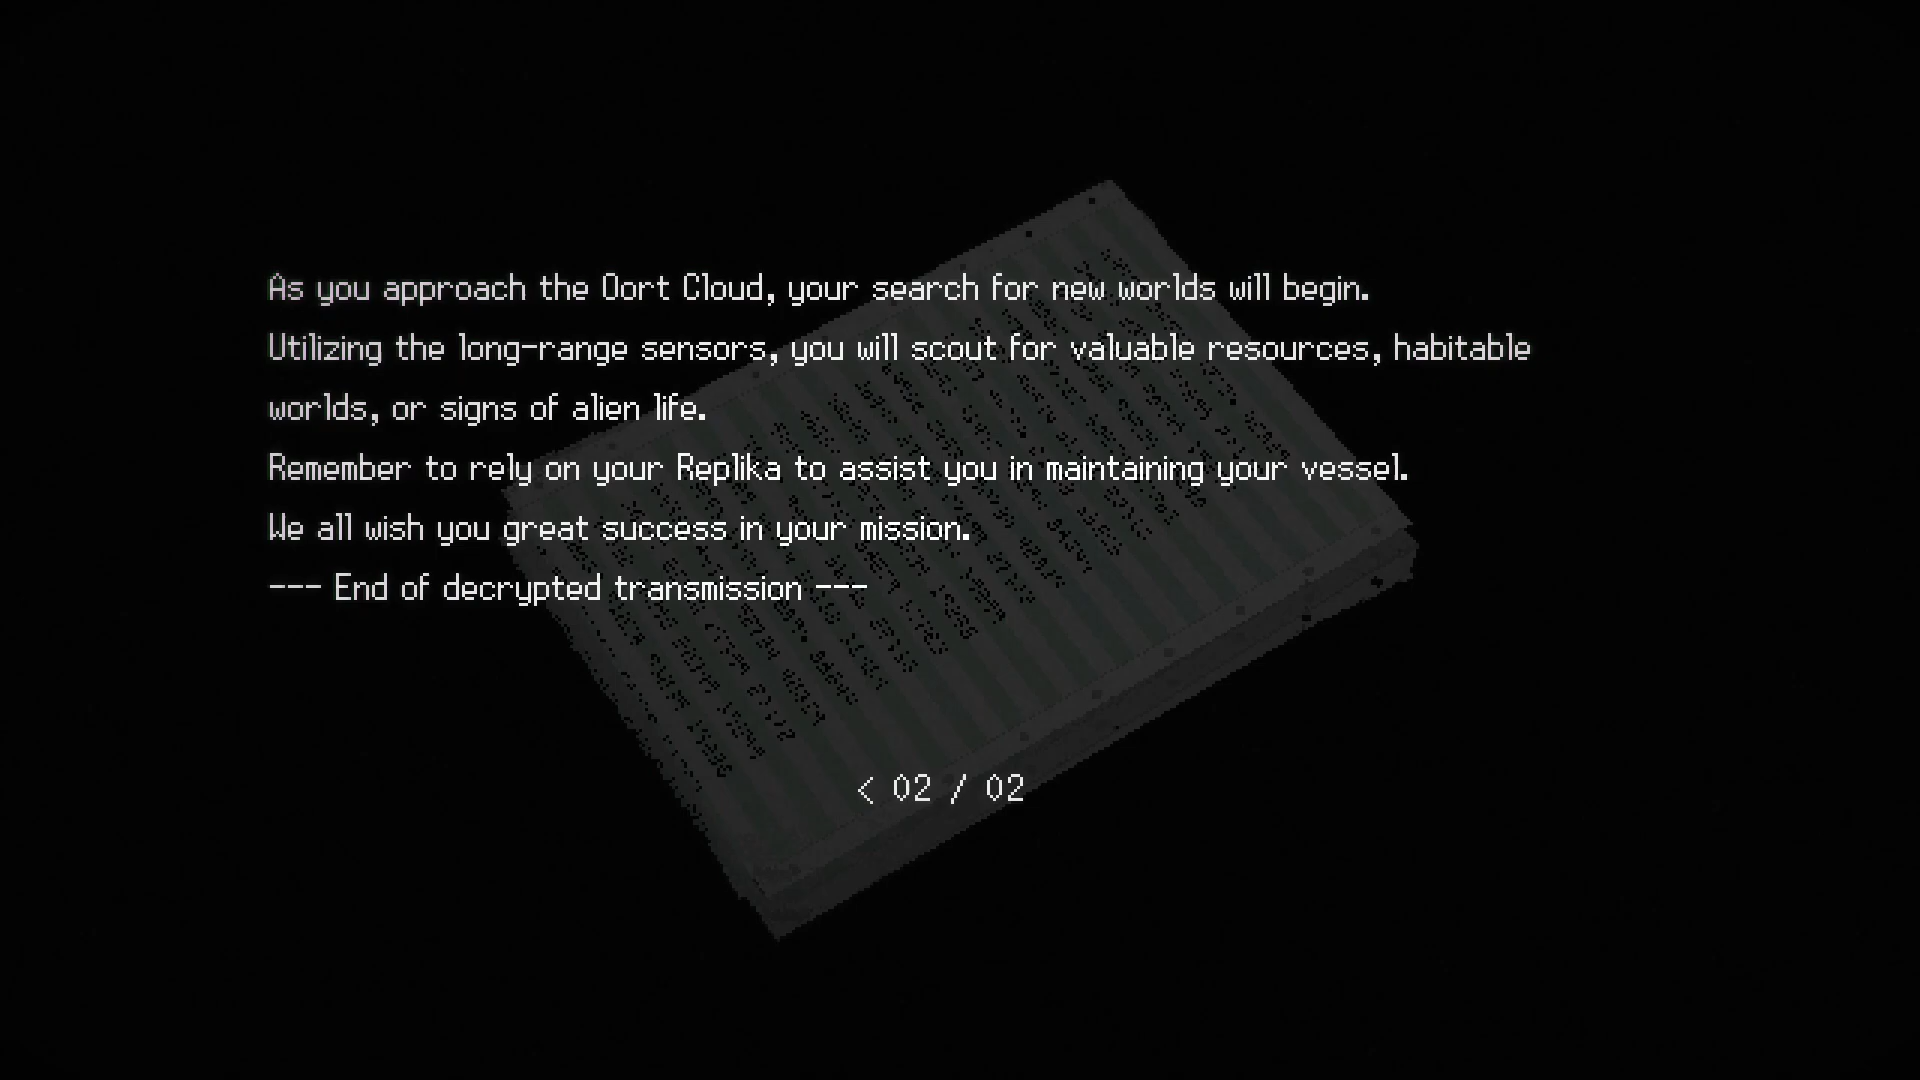 As you approach the Oort Cloud, your search for new worlds will begin.
Utilizing the long-range sensors, you will scout for valuable resources, habitable
worlds, or signs of alien life.
Remember to rely on your Replika to assist you in maintaining your vessel.
We all wish you great success in your mission.
--- End of decrypted transmission ---
< 02 / 02